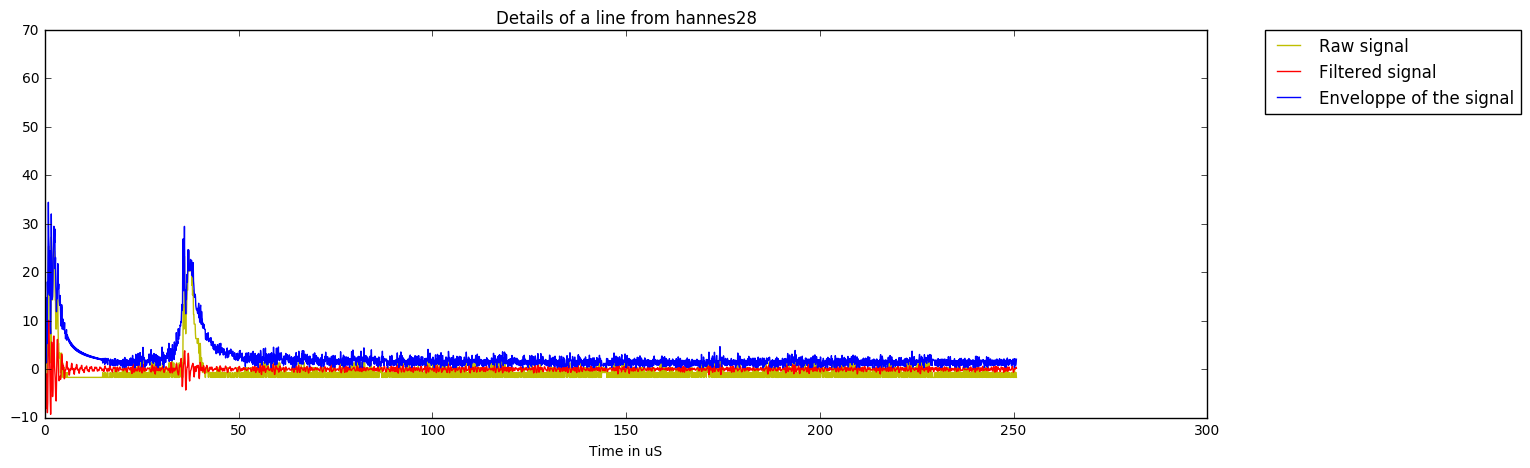 Details of a line from hannes28
70
60
50
40
30
20
10
0
−10
0 50 100 150 200 250 300
Time in uS
Raw signal
Filtered signal
Enveloppe of the signal